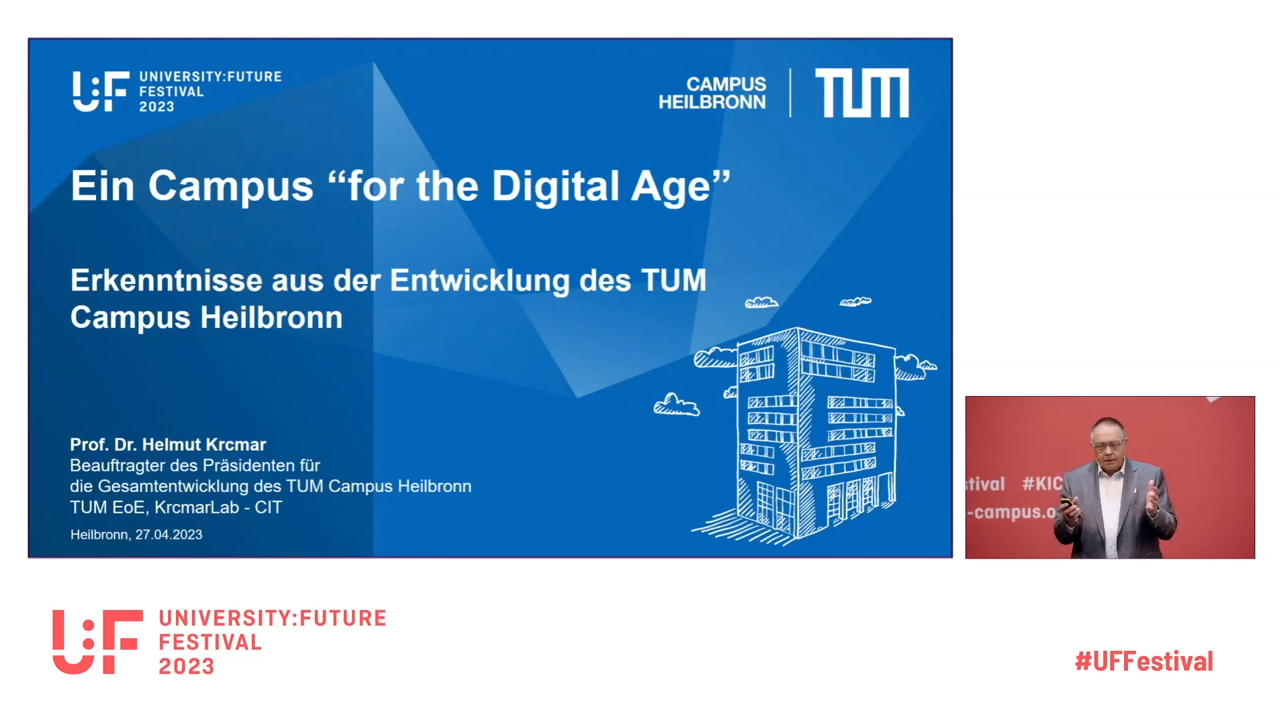 UNIVERSITY:FUTURE
FESTIVAL
2023
CAMPUS
HEILBRONN
TUM
Ein Campus “for the Digital Age”
Erkenntnisse aus der Entwicklung des TUM
Campus Heilbronn
Prof. Dr. Helmut Krcmar
Beauftragter des Präsidenten für
die Gesamtentwicklung des TUM Campus Heilbronn
TUM EoE, KrcmarLab - CIT
Heilbronn, 27.04.2023
tival #KIC
-campus.o
U:F
UNIVERSITY:FUTURE
FESTIVAL
2023
#UFFestival